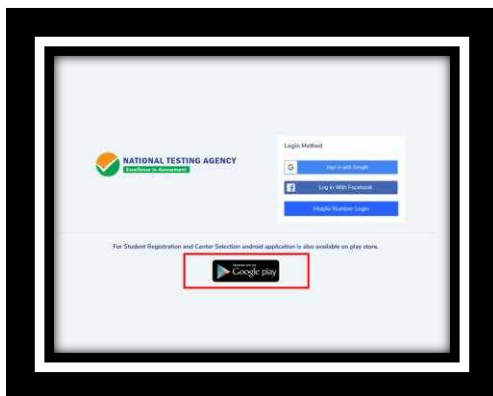 NATIONAL TESTING AGENCY
Excellence in Assessment
Login Method
G
Sign in with Google
f
Log in With Facebook
Mobile Number Login
For Student Registration and Center Selection android application is also available on play store.
Google play